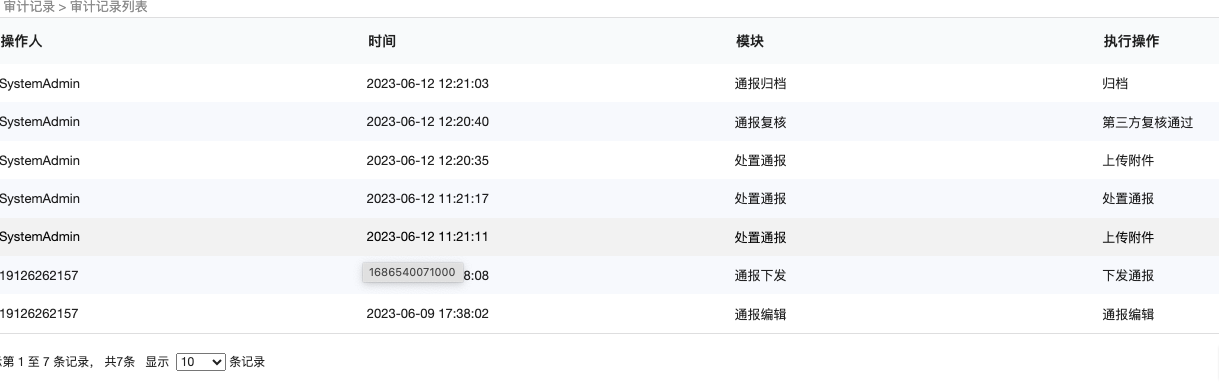 审计记录 > 审计记录列表
操作人 时间 模块 执行操作
SystemAdmin 2023-06-12 12:21:03 通报归档 归档
SystemAdmin 2023-06-12 12:20:40 通报复核 第三方复核通过
SystemAdmin 2023-06-12 12:20:35 处置通报 上传附件
SystemAdmin 2023-06-12 11:21:17 处置通报 处置通报
SystemAdmin 2023-06-12 11:21:11 处置通报 上传附件
19126262157 1686540071000 8:08 通报下发 下发通报
19126262157 2023-06-09 17:38:02 通报编辑 通报编辑
第 1 至 7 条记录， 共7条 显示 10 条记录